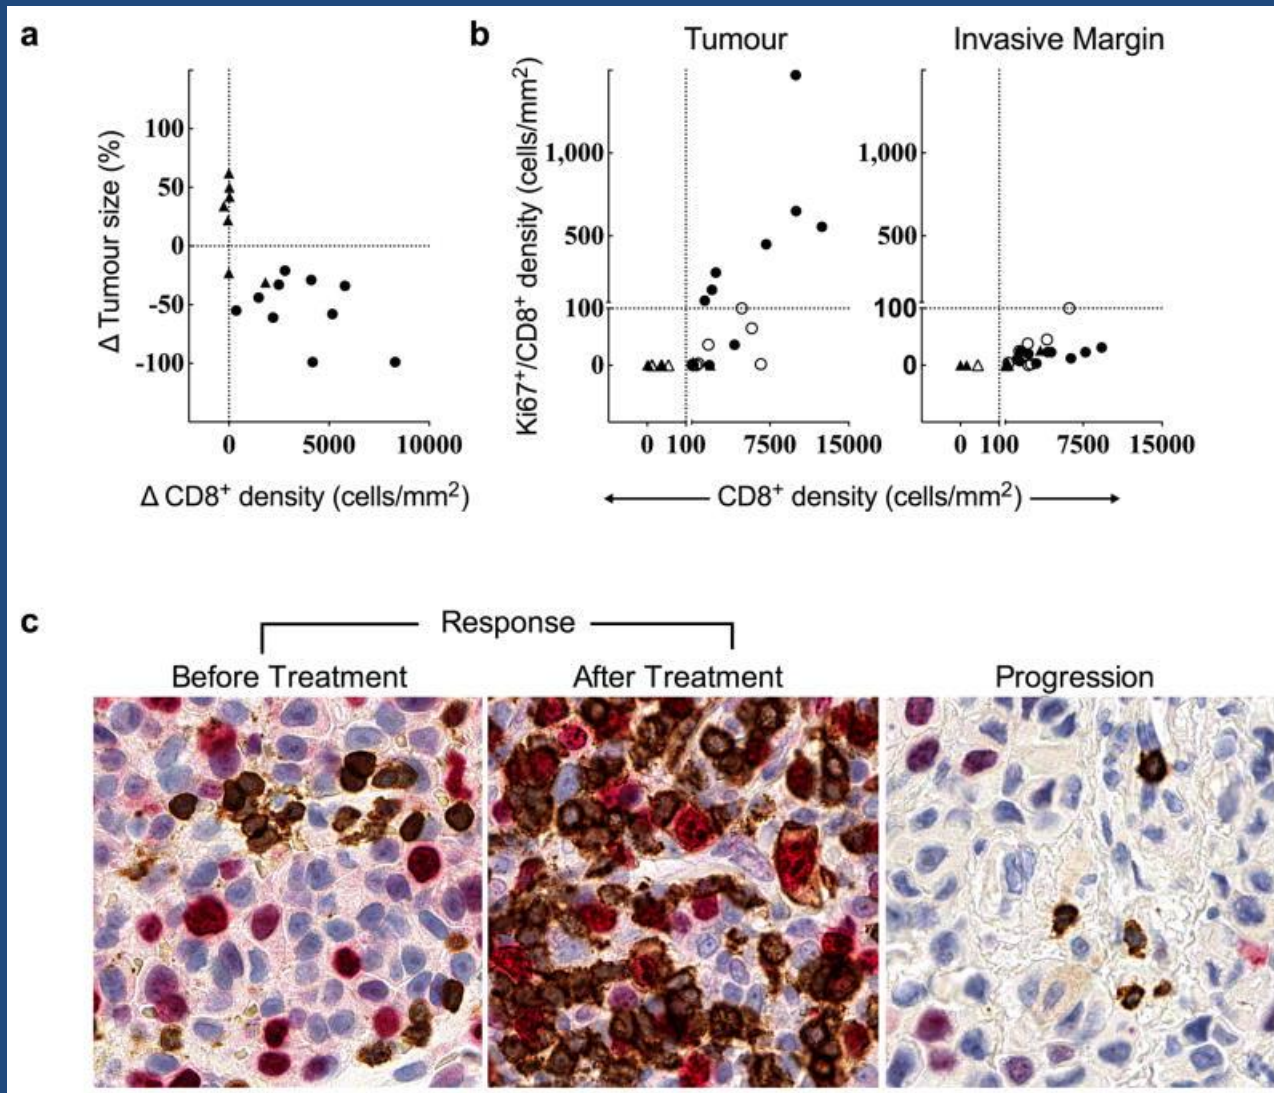 a
Δ Tumour size (%)
100
50
0
-50
-100
0 5000 10000
Δ CD8⁺ density (cells/mm²)
b
Tumour Invasive Margin
Ki67⁺/CD8⁺ density (cells/mm²)
1,000
500
100
0
0 100 7500 15000
1,000
500
100
0
0 100 7500 15000
CD8⁺ density (cells/mm²)
c
Response
Before Treatment After Treatment Progression